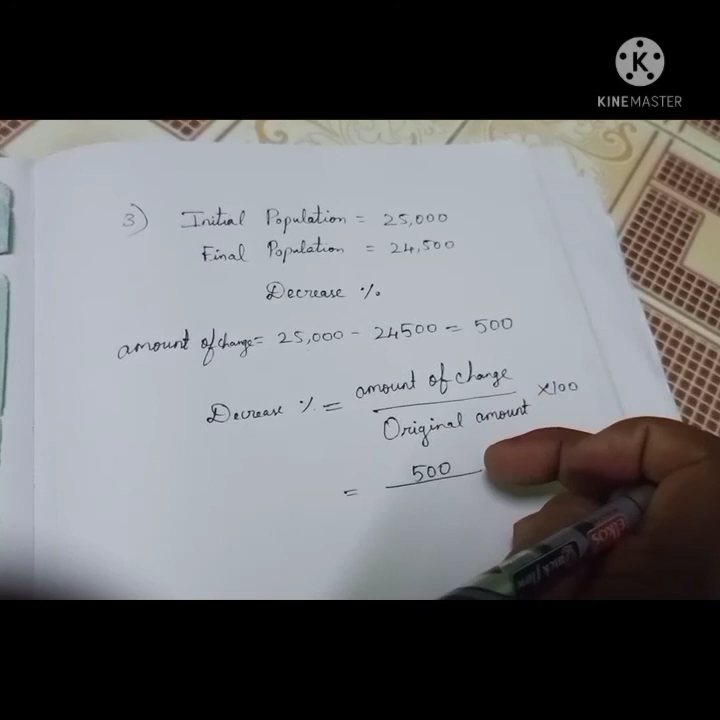 KINEMASTER
3) Initial Population = 25,000
Final Population = 24,500
Decrease %
amount of change = 25,000 - 24500 = 500
Decrease % = amount of change / Original amount ×100
= 500
Elkos